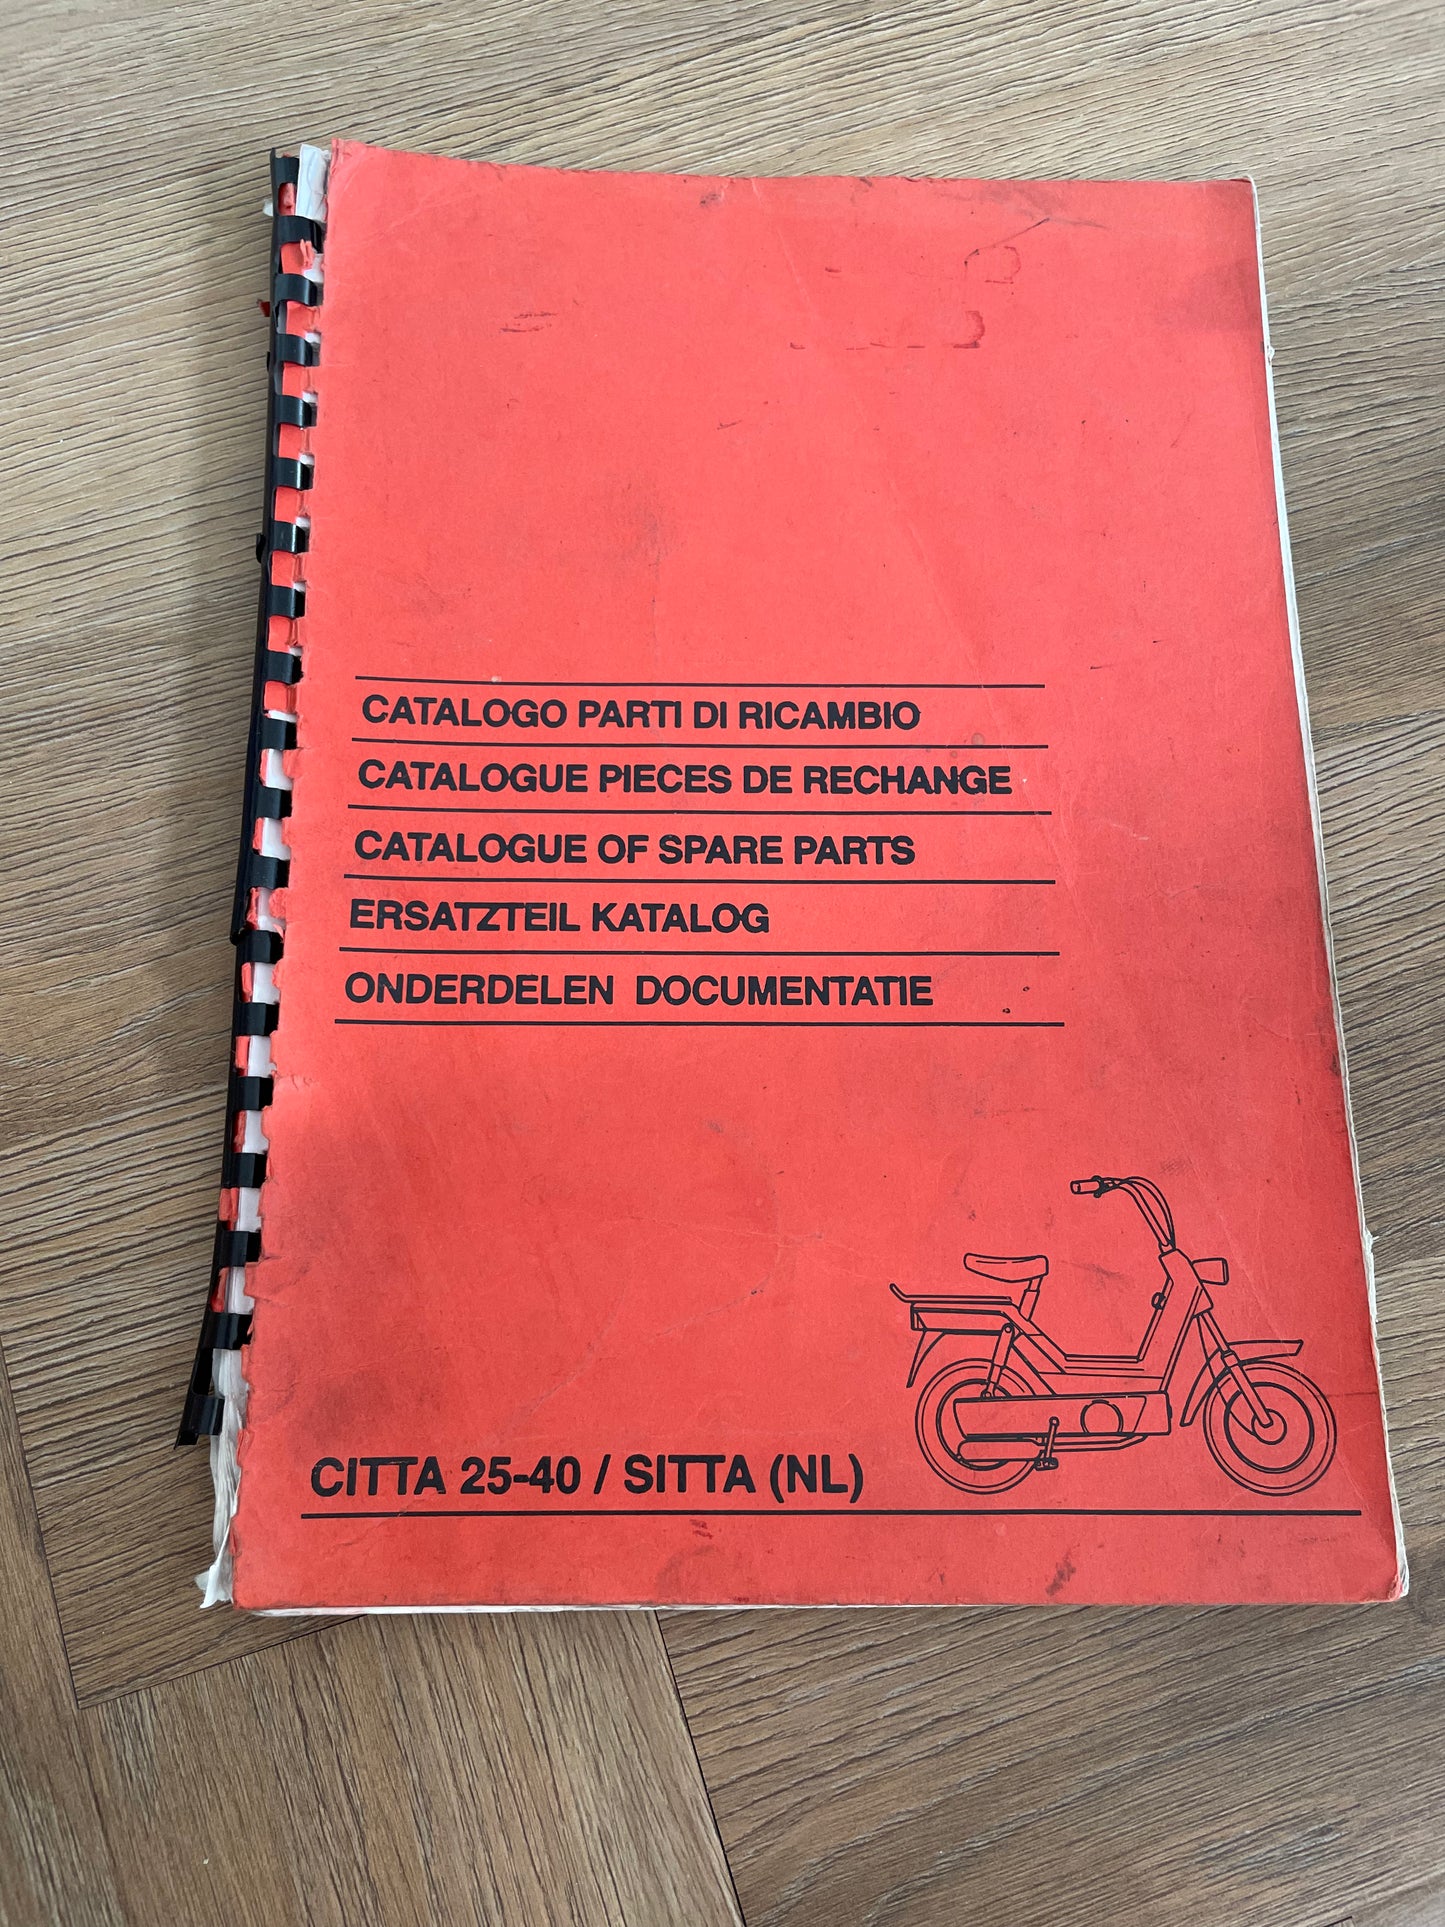 CATALOGO PARTI DI RICAMBIO
CATALOGUE PIECES DE RECHANGE
CATALOGUE OF SPARE PARTS
ERSATZTEIL KATALOG
ONDERDELEN DOCUMENTATIE
CITTA 25-40 / SITTA (NL)